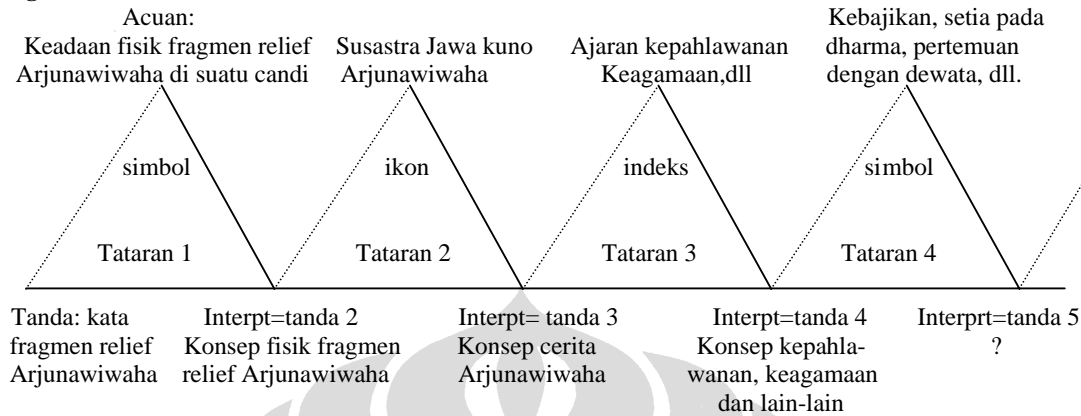 Acuan:
Keadaan fisik fragmen relief
Arjunawiwaha di suatu candi
Susastra Jawa kuno
Arjunawiwaha
Ajaran kepahlawanan
Keagamaan,dll
Kebajikan, setia pada
dharma, pertemuan
dengan dewata, dll.
simbol
ikon
indeks
simbol
Tataran 1
Tataran 2
Tataran 3
Tataran 4
Tanda: kata
fragmen relief
Arjunawiwaha
Interpt=tanda 2
Konsep fisik fragmen
relief Arjunawiwaha
Interpt= tanda 3
Konsep cerita
Arjunawiwaha
Interpt=tanda 4
Konsep kepahla-
wanan, keagamaan
dan lain-lain
Interprt=tanda 5
?